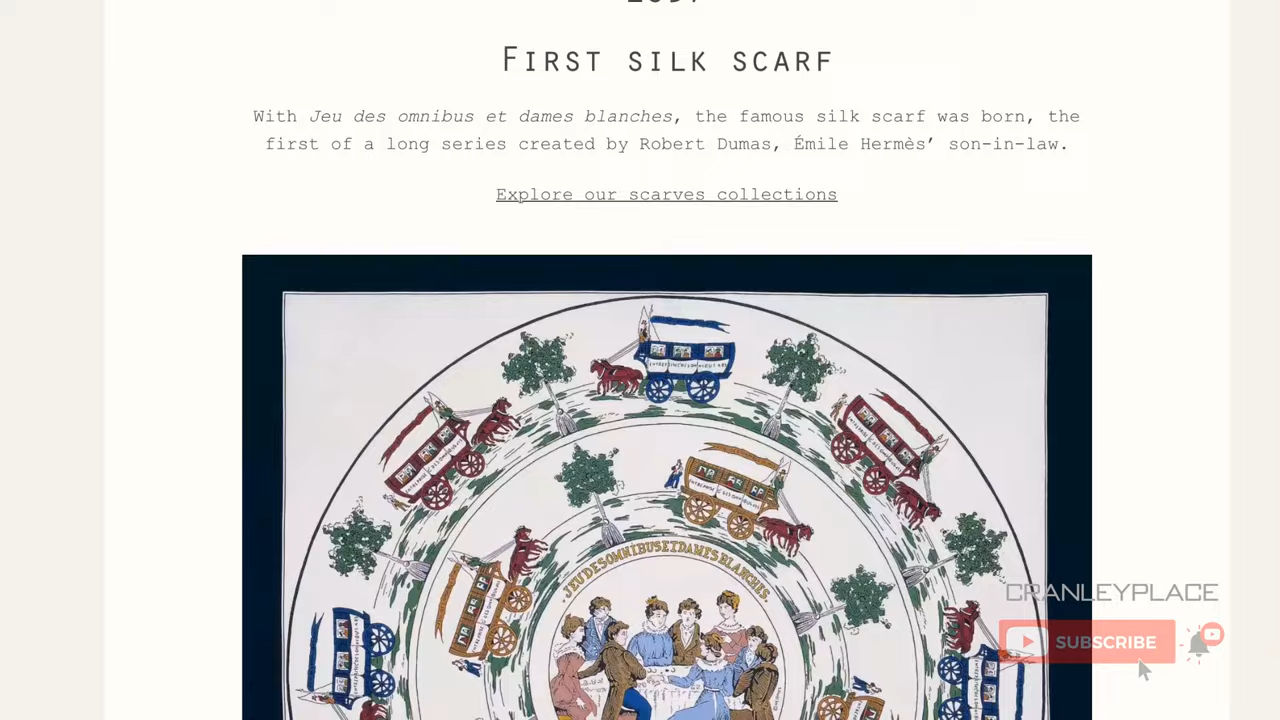 First silk scarf
With Jeu des omnibus et dames blanches, the famous silk scarf was born, the
first of a long series created by Robert Dumas, Émile Hermès’ son-in-law.
Explore our scarves collections
.JEU DES OMNIBUS ET DAMES BLANCHES.
CRANLEYPLACE
SUBSCRIBE